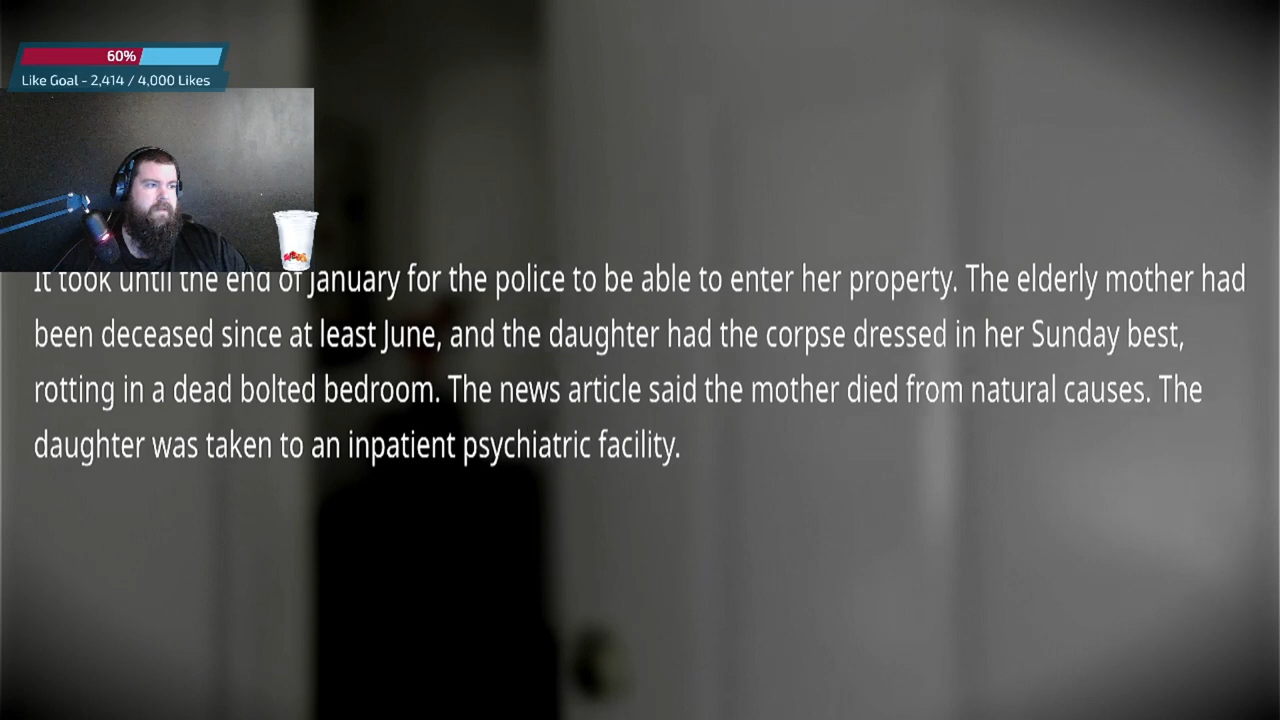 60%
Like Goal - 2,414 / 4,000 Likes
It took until the end of January for the police to be able to enter her property. The elderly mother had
been deceased since at least June, and the daughter had the corpse dressed in her Sunday best,
rotting in a dead bolted bedroom. The news article said the mother died from natural causes. The
daughter was taken to an inpatient psychiatric facility.